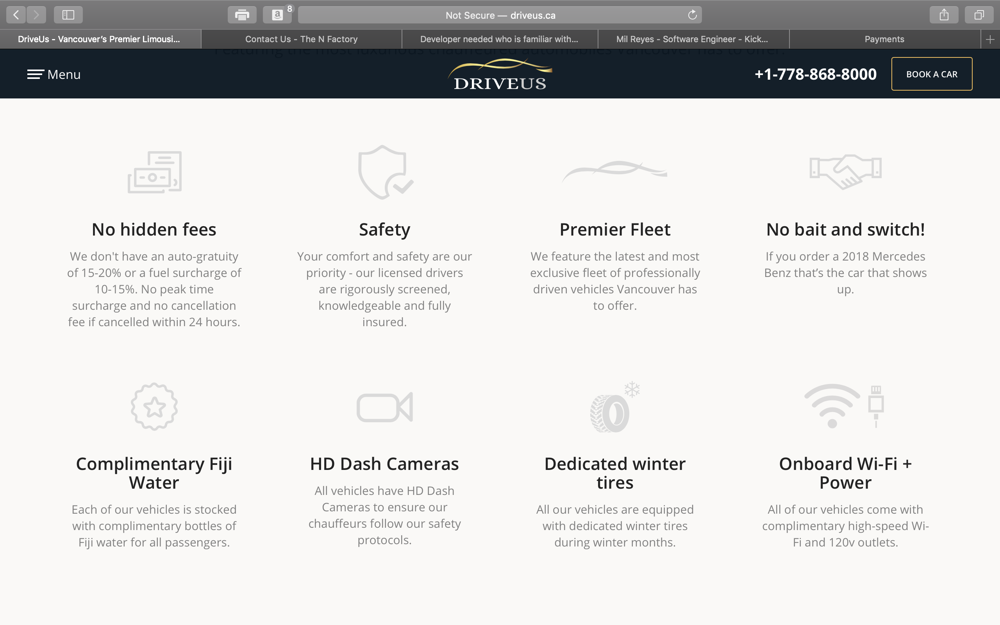 8
Not Secure — driveus.ca
DriveUs - Vancouver's Premier Limousi...
Contact Us - The N Factory
Developer needed who is familiar with...
Mil Reyes - Software Engineer - Kick...
Payments
Featuring the most luxurious chauffeured automobiles Vancouver has to offer.
Menu
DRIVEUS
+1-778-868-8000
BOOK A CAR
No hidden fees
We don't have an auto-gratuity
of 15-20% or a fuel surcharge of
10-15%. No peak time
surcharge and no cancellation
fee if cancelled within 24 hours.
Safety
Your comfort and safety are our
priority - our licensed drivers
are rigorously screened,
knowledgeable and fully
insured.
Premier Fleet
We feature the latest and most
exclusive fleet of professionally
driven vehicles Vancouver has
to offer.
No bait and switch!
If you order a 2018 Mercedes
Benz that’s the car that shows
up.
Complimentary Fiji
Water
Each of our vehicles is stocked
with complimentary bottles of
Fiji water for all passengers.
HD Dash Cameras
All vehicles have HD Dash
Cameras to ensure our
chauffeurs follow our safety
protocols.
Dedicated winter
tires
All our vehicles are equipped
with dedicated winter tires
during winter months.
Onboard Wi-Fi +
Power
All of our vehicles come with
complimentary high-speed Wi-
Fi and 120v outlets.